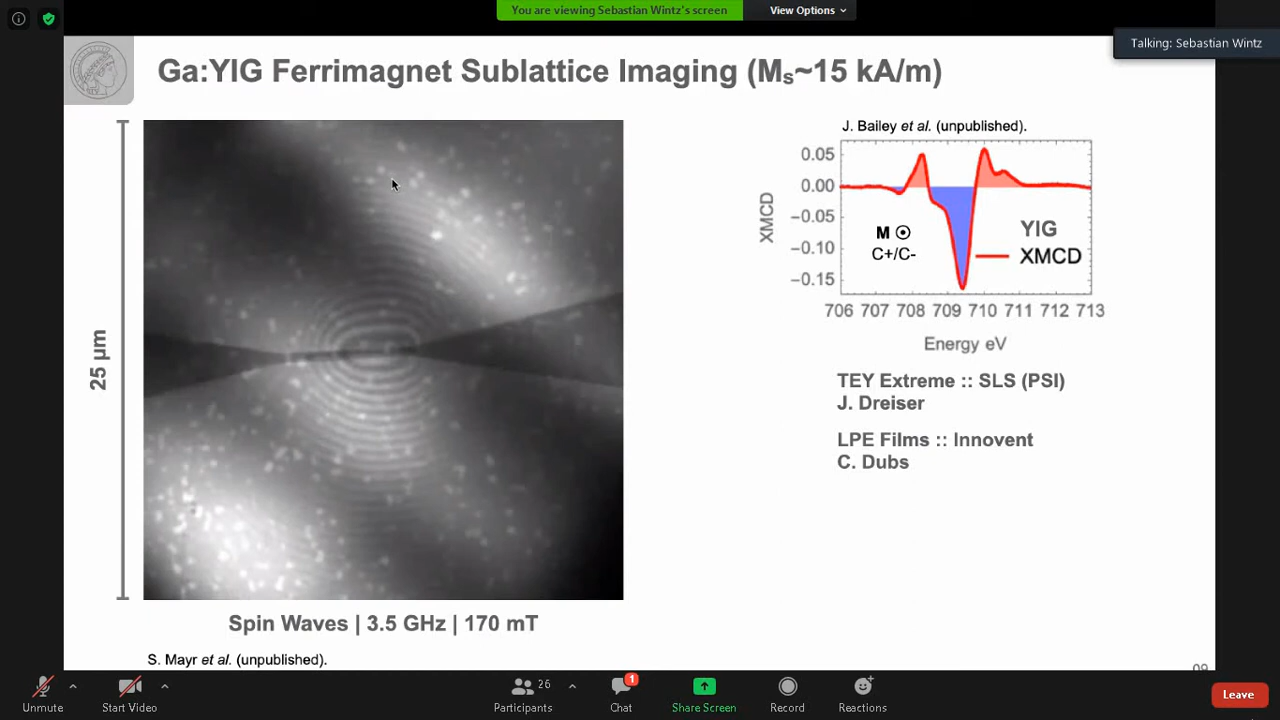 You are viewing Sebastian Wintz's screen
View Options
Talking: Sebastian Wintz
Ga:YIG Ferrimagnet Sublattice Imaging (Ms~15 kA/m)
25 µm
Spin Waves | 3.5 GHz | 170 mT
S. Mayr et al. (unpublished).
J. Bailey et al. (unpublished).
XMCD
0.05
0.00
−0.05
−0.10
−0.15
M ⊙
C+/C-
YIG
XMCD
706 707 708 709 710 711 712 713
Energy eV
TEY Extreme :: SLS (PSI)
J. Dreiser
LPE Films :: Innovent
C. Dubs
Unmute
Start Video
26
Participants
1
Chat
Share Screen
Record
Reactions
Leave